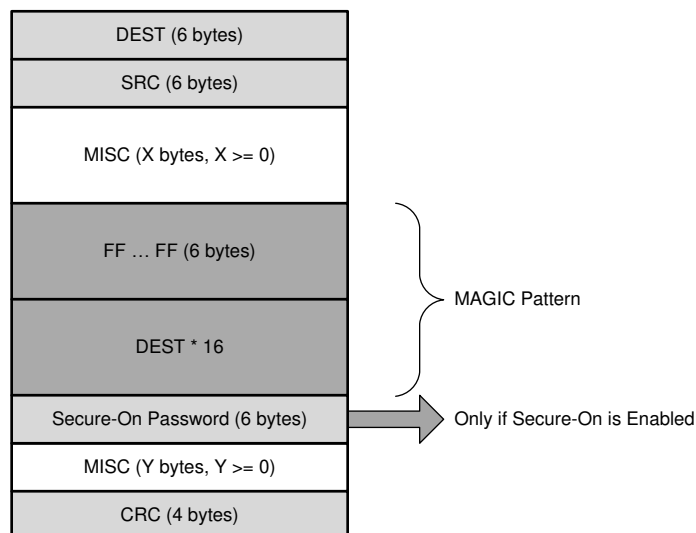 DEST (6 bytes)
SRC (6 bytes)
MISC (X bytes, X >= 0)
FF … FF (6 bytes)
MAGIC Pattern
DEST * 16
Secure-On Password (6 bytes)
Only if Secure-On is Enabled
MISC (Y bytes, Y >= 0)
CRC (4 bytes)